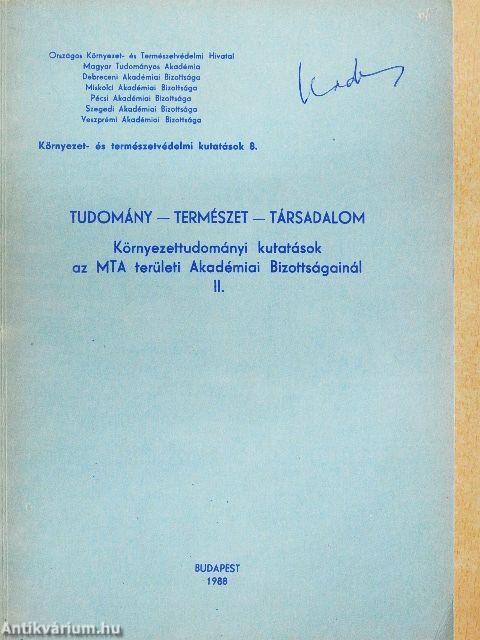 Országos Környezet- és Természetvédelmi Hivatal
Magyar Tudományos Akadémia
Debreceni Akadémiai Bizottsága
Miskolci Akadémiai Bizottsága
Pécsi Akadémiai Bizottsága
Szegedi Akadémiai Bizottsága
Veszprémi Akadémiai Bizottsága
Környezet- és természetvédelmi kutatások 8.
TUDOMÁNY — TERMÉSZET — TÁRSADALOM
Környezettudományi kutatások
az MTA területi Akadémiai Bizottságainál
II.
BUDAPEST
1988
Antikvárium.hu